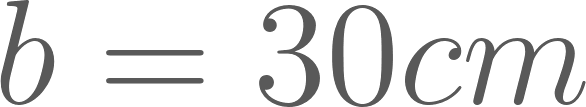 b = 30cm